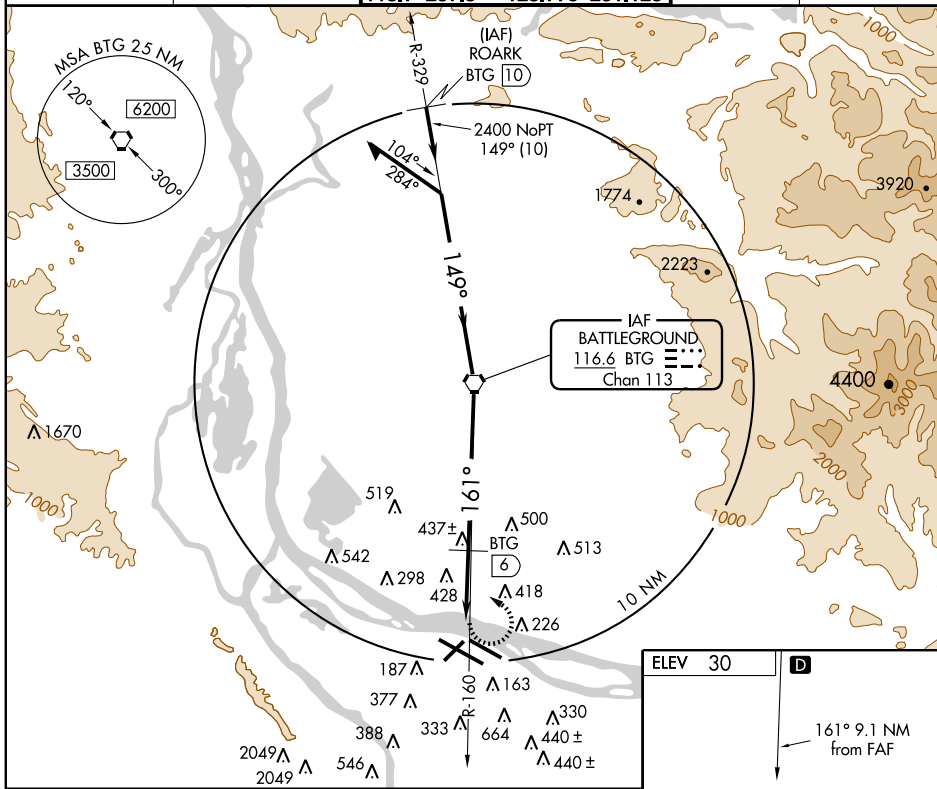 MSA BTG 25 NM
120°
6200
3500
300°
R-329
(IAF)
ROARK
BTG 10
2400 NoPT
149° (10)
104°
284°
1000
1774
3920
2223
149°
IAF
BATTLEGROUND
116.6 BTG
Chan 113
4400
3000
2000
1000
1670
1000
161°
519
437±
500
BTG
6
513
542
298
428
418
226
10 NM
187
R-160
163
377
333
664
330
388
440 ±
440 ±
2049
2049
546
ELEV 30
D
161° 9.1 NM
from FAF